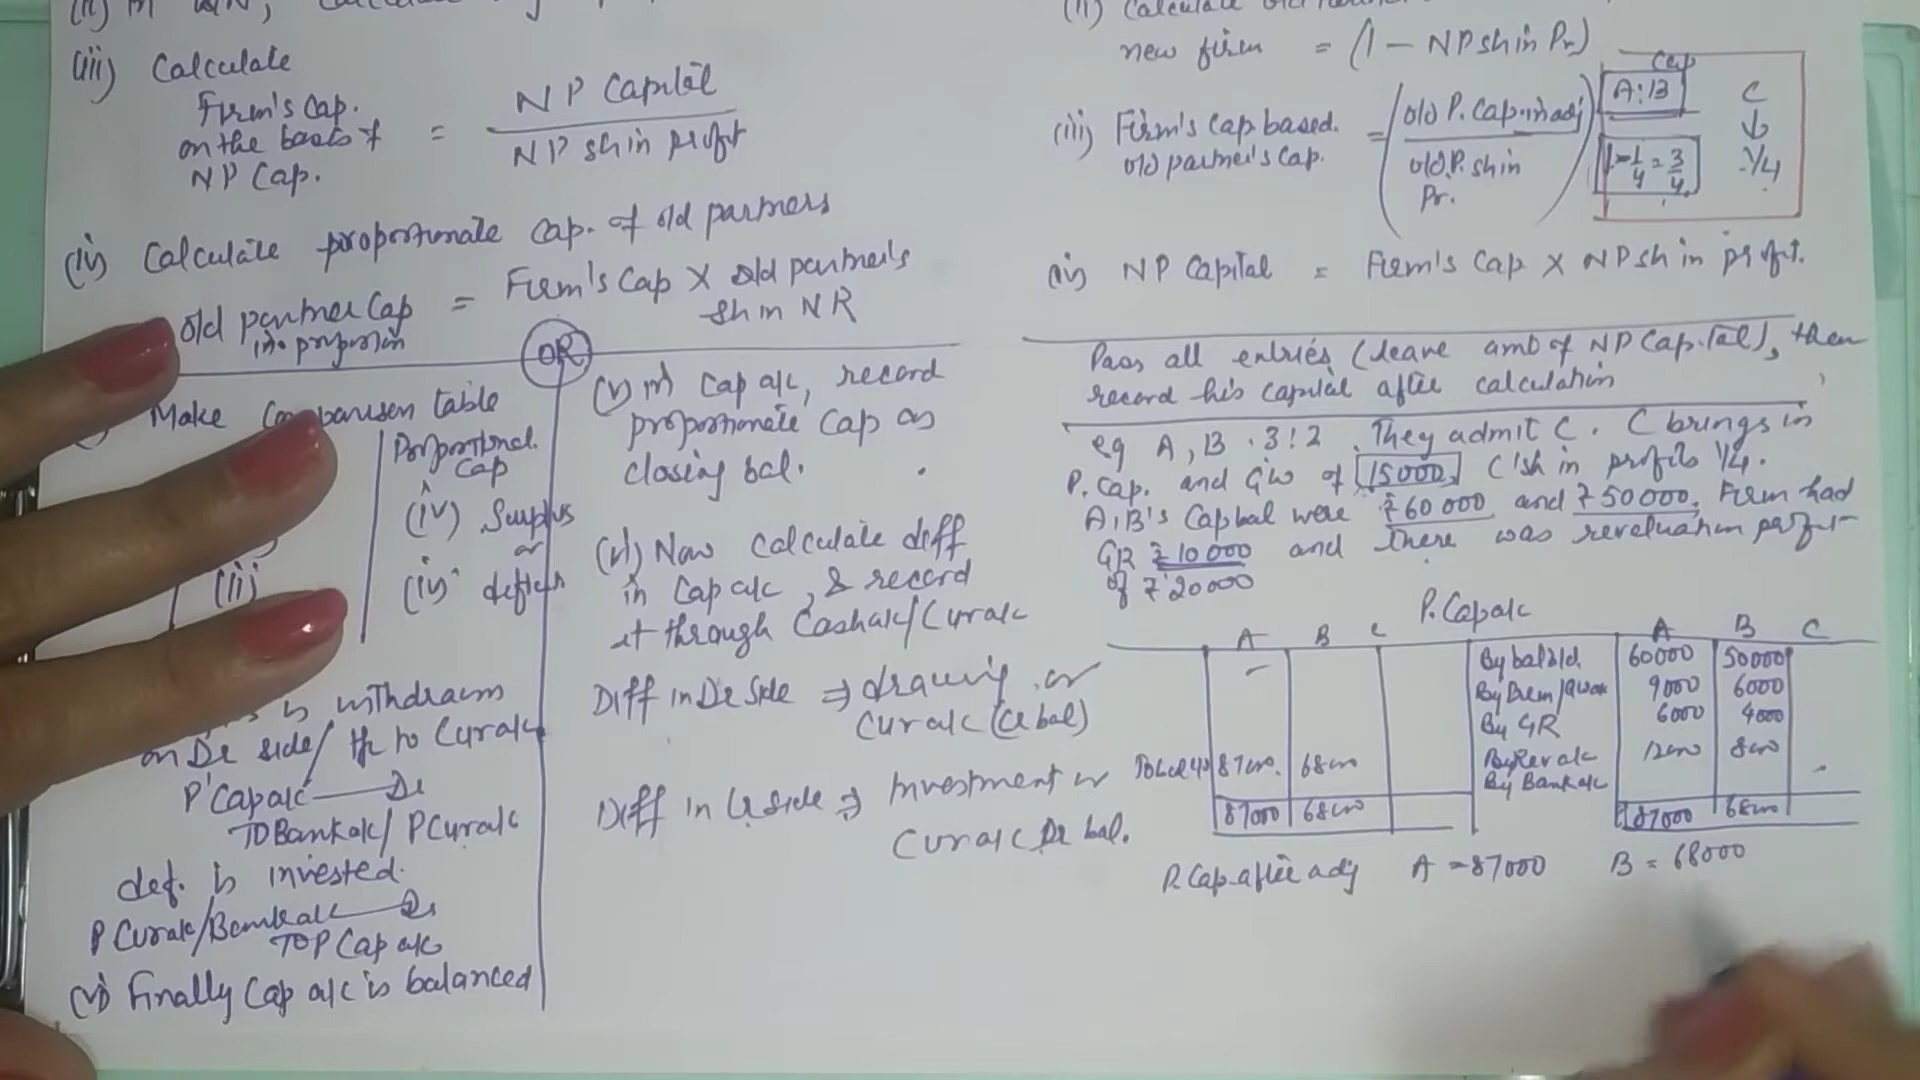 (iii) Calculate
Firm's Cap.
on the basis of
NP Cap.
= NP Capital
NP sh in profit
(iv) Calculate proportionate Cap. of old partners
old partner Cap
in proportion
= Firm's Cap X old partner's
sh in NR
OR
Make Comparison table
Proportional.
Cap
(iv) Surplus
or
(iv) deficit
(ii)
is withdrawn
on Dr side/ to Cur a/c
P' Cap a/c Dr
TO Bank a/c/ P Cur a/c
def. is invested.
P Cur a/c/Bank a/c Dr
TO P Cap a/c
(v) Finally Cap a/c is balanced
(v) in Cap a/c, record
proportionate Cap as
closing bal.
(vi) Now calculate diff
in Cap a/c, & record
it through Cash a/c/Cur a/c
Diff in Dr Side ⇒ drawing or
Cur a/c (Cr bal)
Diff in Cr side ⇒ Investment or
Cur a/c Dr bal.
new firm = (1 - NP sh in Pr)
(iii) Firm's Cap based
old partner's Cap.
= (old P. Cap. in adj
old P. sh in
Pr.)
Cap
A:B C
1-1/4 = 3/4 1/4
(iv) NP Capital = Firm's Cap X NP sh in profit.
Pass all entries (leave amt of NP Capital), then
record his capital after calculation
eg A, B . 3:2 . They admit C. C brings in
P. Cap. and G/w of 15000 C' sh in profits 1/4.
A, B's Capital were ₹60000 and ₹50000. Firm had
GR ₹10000 and there was revaluation profit
of ₹20000
P. Cap a/c
A B C A B C
By bal b/d. 60000 50000
9000 6000
By GR 6000 4000
By Rev a/c 12000 8000
87000 68000 By Bank a/c
87000 68000 87000 68000
P. Cap. after adj A = 87000 B = 68000